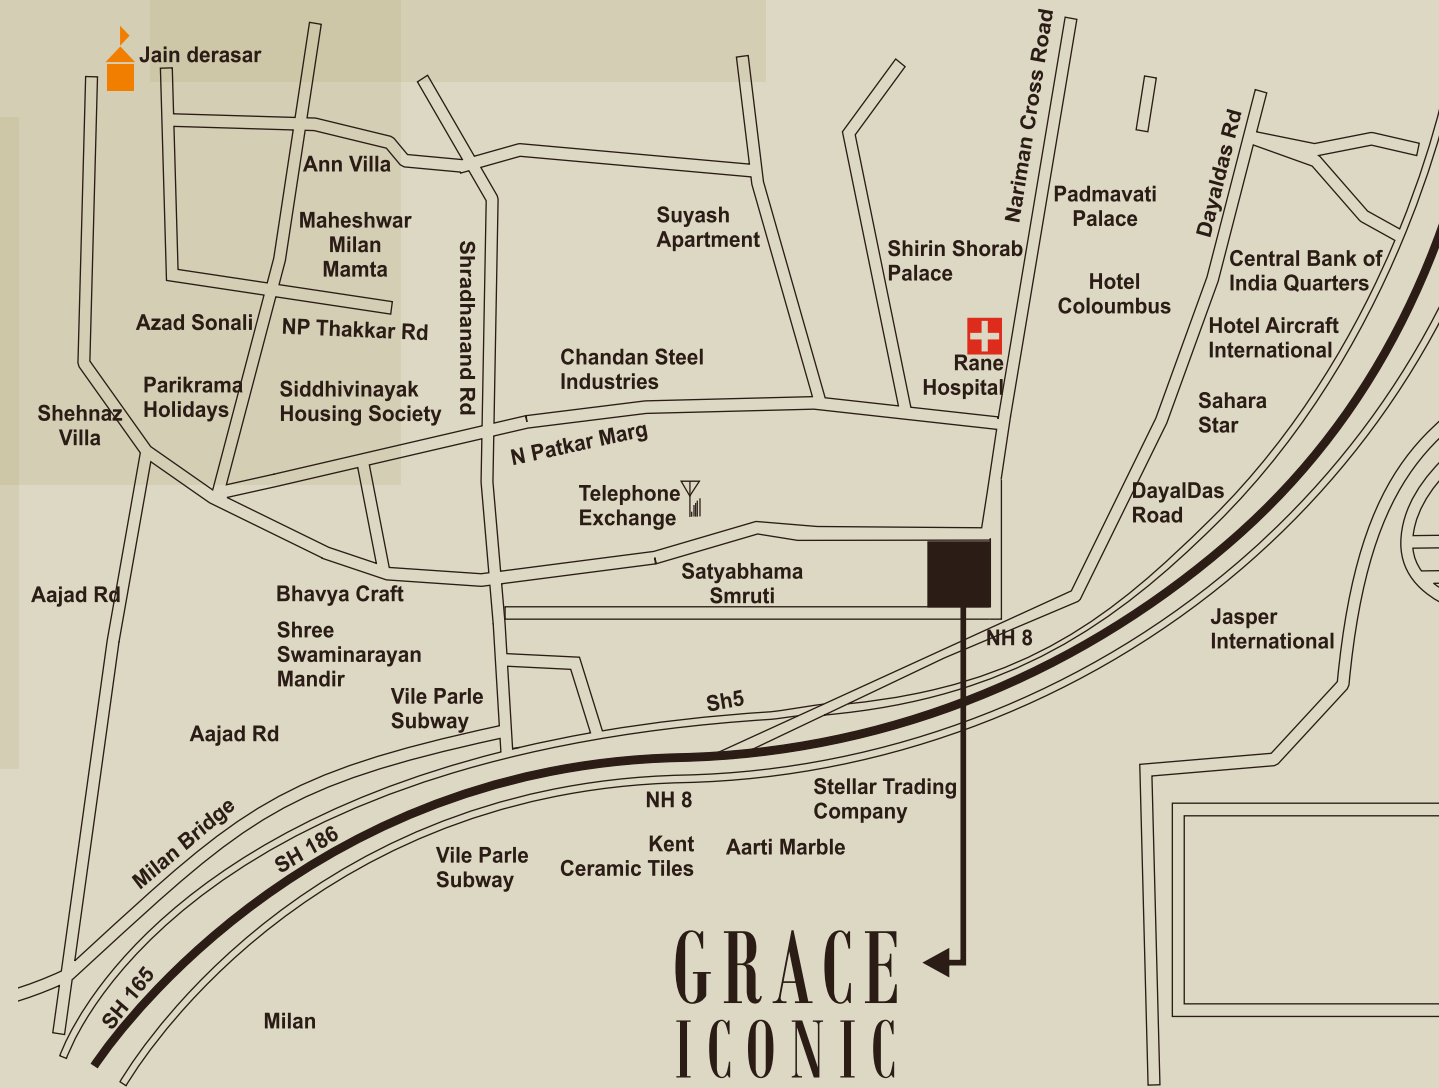 Jain derasar
Nariman Cross Road
Dayaldas Rd
Ann Villa
Padmavati
Palace
Maheshwar
Milan
Mamta
Suyash
Apartment
Shradhanand Rd
Shirin Shorab
Palace
Central Bank of
India Quarters
Hotel
Coloumbus
Azad Sonali
NP Thakkar Rd
Hotel Aircraft
International
Chandan Steel
Industries
Rane
Hospital
Parikrama
Holidays
Siddhivinayak
Housing Society
Shehnaz
Villa
Sahara
Star
N Patkar Marg
Telephone
Exchange
DayalDas
Road
Satyabhama
Smruti
Aajad Rd
Bhavya Craft
Jasper
International
Shree
Swaminarayan
Mandir
NH 8
Vile Parle
Subway
Sh5
Aajad Rd
Stellar Trading
Company
NH 8
Milan Bridge
SH 186
Kent
Ceramic Tiles
Aarti Marble
Vile Parle
Subway
SH 165
Milan
GRACE
ICONIC